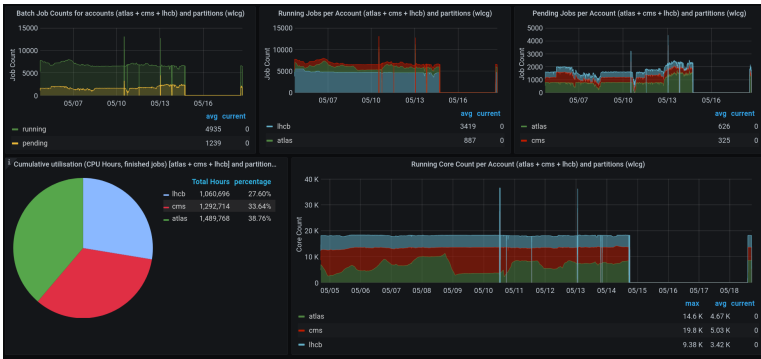 Batch Job Counts for accounts (atlas + cms + lhcb) and partitions (wlcg)
Job Count
15000
10000
5000
0
05/07
05/10
05/13
05/16
avg current
running 4935 0
pending 1239 0
Running Jobs per Account (atlas + cms + lhcb) and partitions (wlcg)
Job Count
15000
10000
5000
0
05/07
05/10
05/13
05/16
avg current
lhcb 3419 0
atlas 887 0
Pending Jobs per Account (atlas + cms + lhcb) and partitions (wlcg)
Job Count
5000
4000
3000
2000
1000
0
05/07
05/10
05/13
05/16
avg current
atlas 626 0
cms 325 0
i Cumulative utilisation (CPU Hours, finished jobs) [atlas + cms + lhcb] and partition...
Total Hours percentage
lhcb 1,060,696 27.60%
cms 1,292,714 33.64%
atlas 1,489,768 38.76%
Running Core Count per Account (atlas + cms + lhcb) and partitions (wlcg)
Core Count
40 K
30 K
20 K
10 K
0
05/05
05/06
05/07
05/08
05/09
05/10
05/11
05/12
05/13
05/14
05/15
05/16
05/17
05/18
max avg current
atlas 14.6 K 4.67 K 0
cms 19.8 K 5.03 K 0
lhcb 9.38 K 3.42 K 0